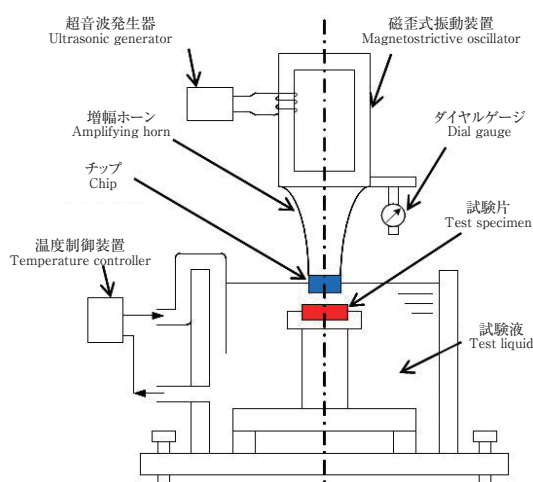 超音波発生器
Ultrasonic generator
磁歪式振動装置
Magnetostrictive oscillator
増幅ホーン
Amplifying horn
ダイヤルゲージ
Dial gauge
チップ
Chip
試験片
Test specimen
温度制御装置
Temperature controller
試験液
Test liquid